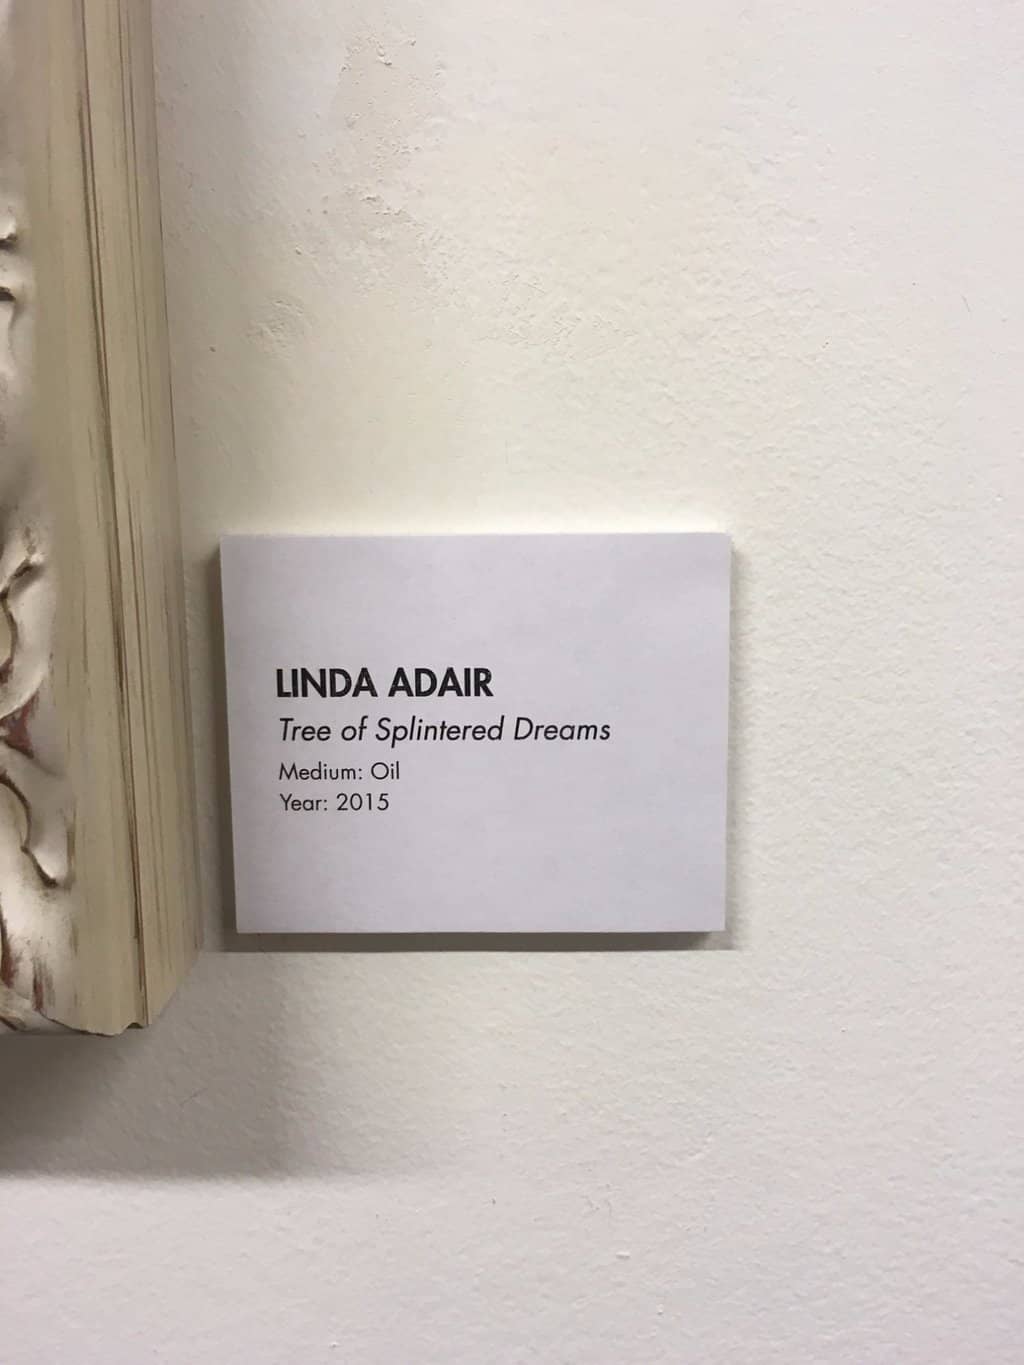 LINDA ADAIR
Tree of Splintered Dreams
Medium: Oil
Year: 2015